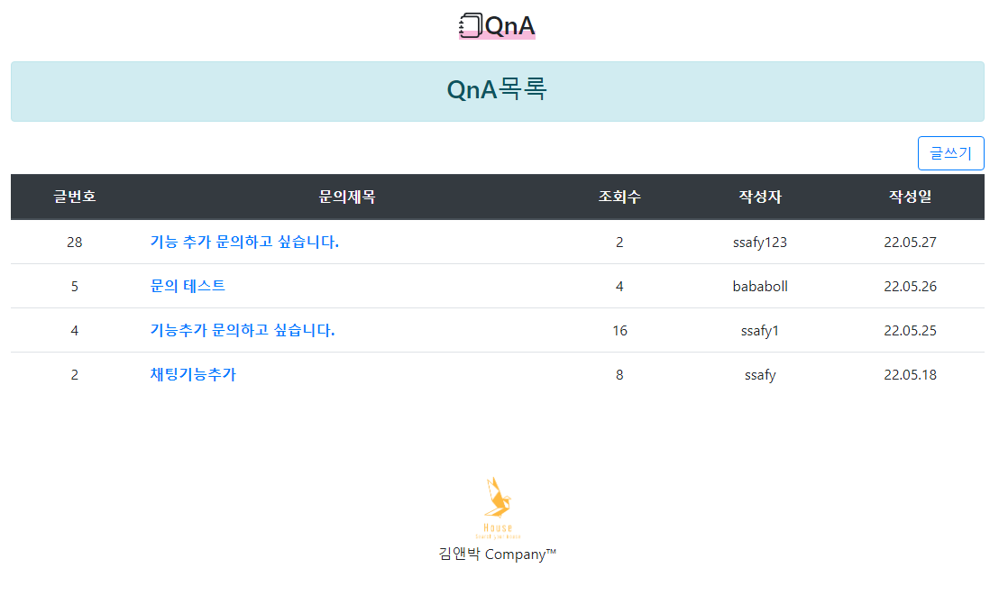 QnA
QnA목록
글쓰기
글번호 문의제목 조회수 작성자 작성일
28 기능 추가 문의하고 싶습니다. 2 ssafy123 22.05.27
5 문의 테스트 4 bababoll 22.05.26
4 기능추가 문의하고 싶습니다. 16 ssafy1 22.05.25
2 채팅기능추가 8 ssafy 22.05.18
House
김앤박 Company™